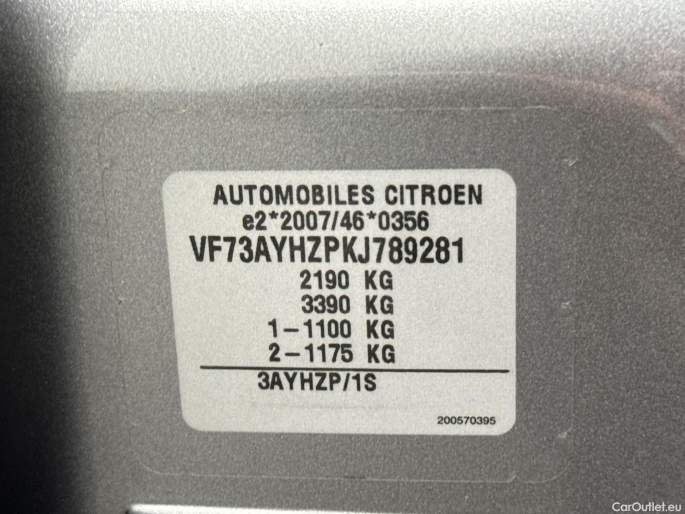 AUTOMOBILES CITROEN
e2*2007/46*0356
VF73AYHZPKJ789281
2190 KG
3390 KG
1-1100 KG
2-1175 KG
3AYHZP/1S
200570395
CarOutlet.eu